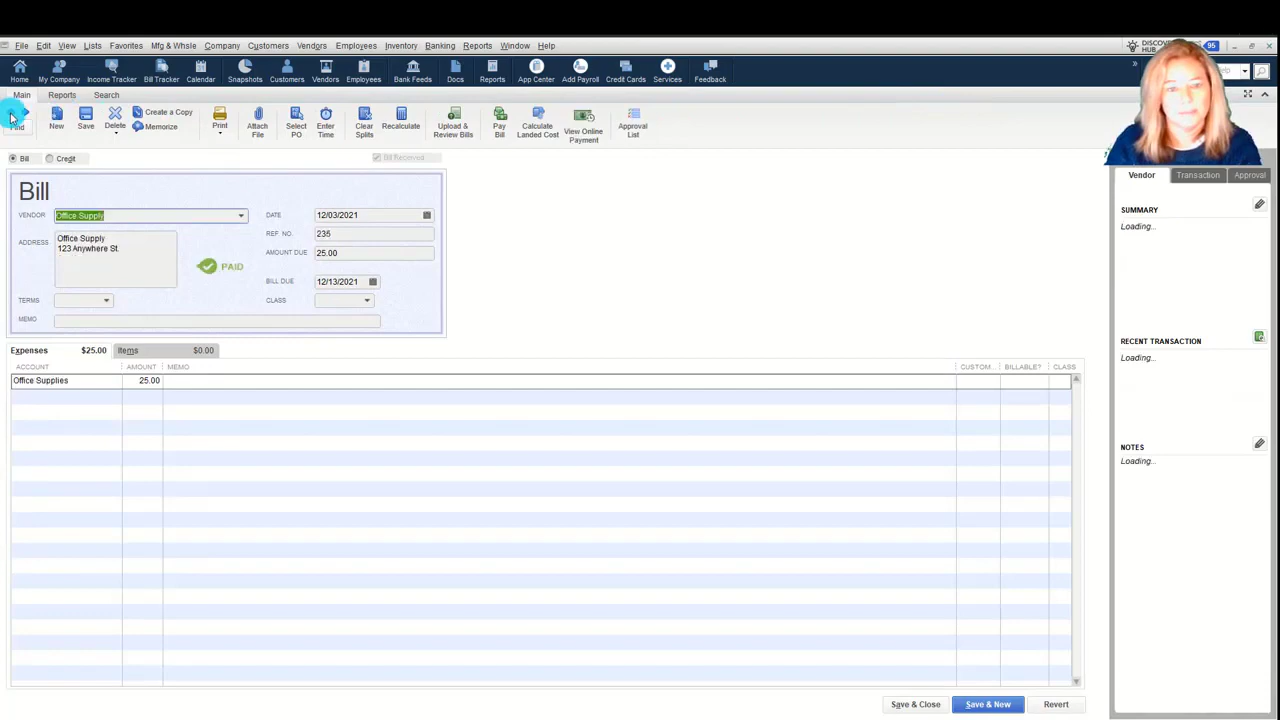 File Edit View Lists Favorites Mfg & Whsle Company Customers Vendors Employees Inventory Banking Reports Window Help
DISCOVER
HUB
95
Home My Company Income Tracker Bill Tracker Calendar Snapshots Customers Vendors Employees Bank Feeds Docs Reports App Center Add Payroll Credit Cards Services Feedback
Main Reports Search
Find
New Save Delete Create a Copy
Memorize
Print Attach File Select PO Enter Time Clear Splits Recalculate Upload & Review Bills Pay Bill Calculate Landed Cost View Online Payment Approval List
Bill Credit Bill Received
Bill
VENDOR Office Supply DATE 12/03/2021
REF. NO. 235
ADDRESS Office Supply
123 Anywhere St.
AMOUNT DUE 25.00
PAID
BILL DUE 12/13/2021
TERMS CLASS
MEMO
Expenses $25.00 Items $0.00
ACCOUNT AMOUNT MEMO CUSTOM... BILLABLE? CLASS
Office Supplies 25.00
Vendor Transaction Approval
SUMMARY
Loading...
RECENT TRANSACTION
Loading...
NOTES
Loading...
Save & Close Save & New Revert